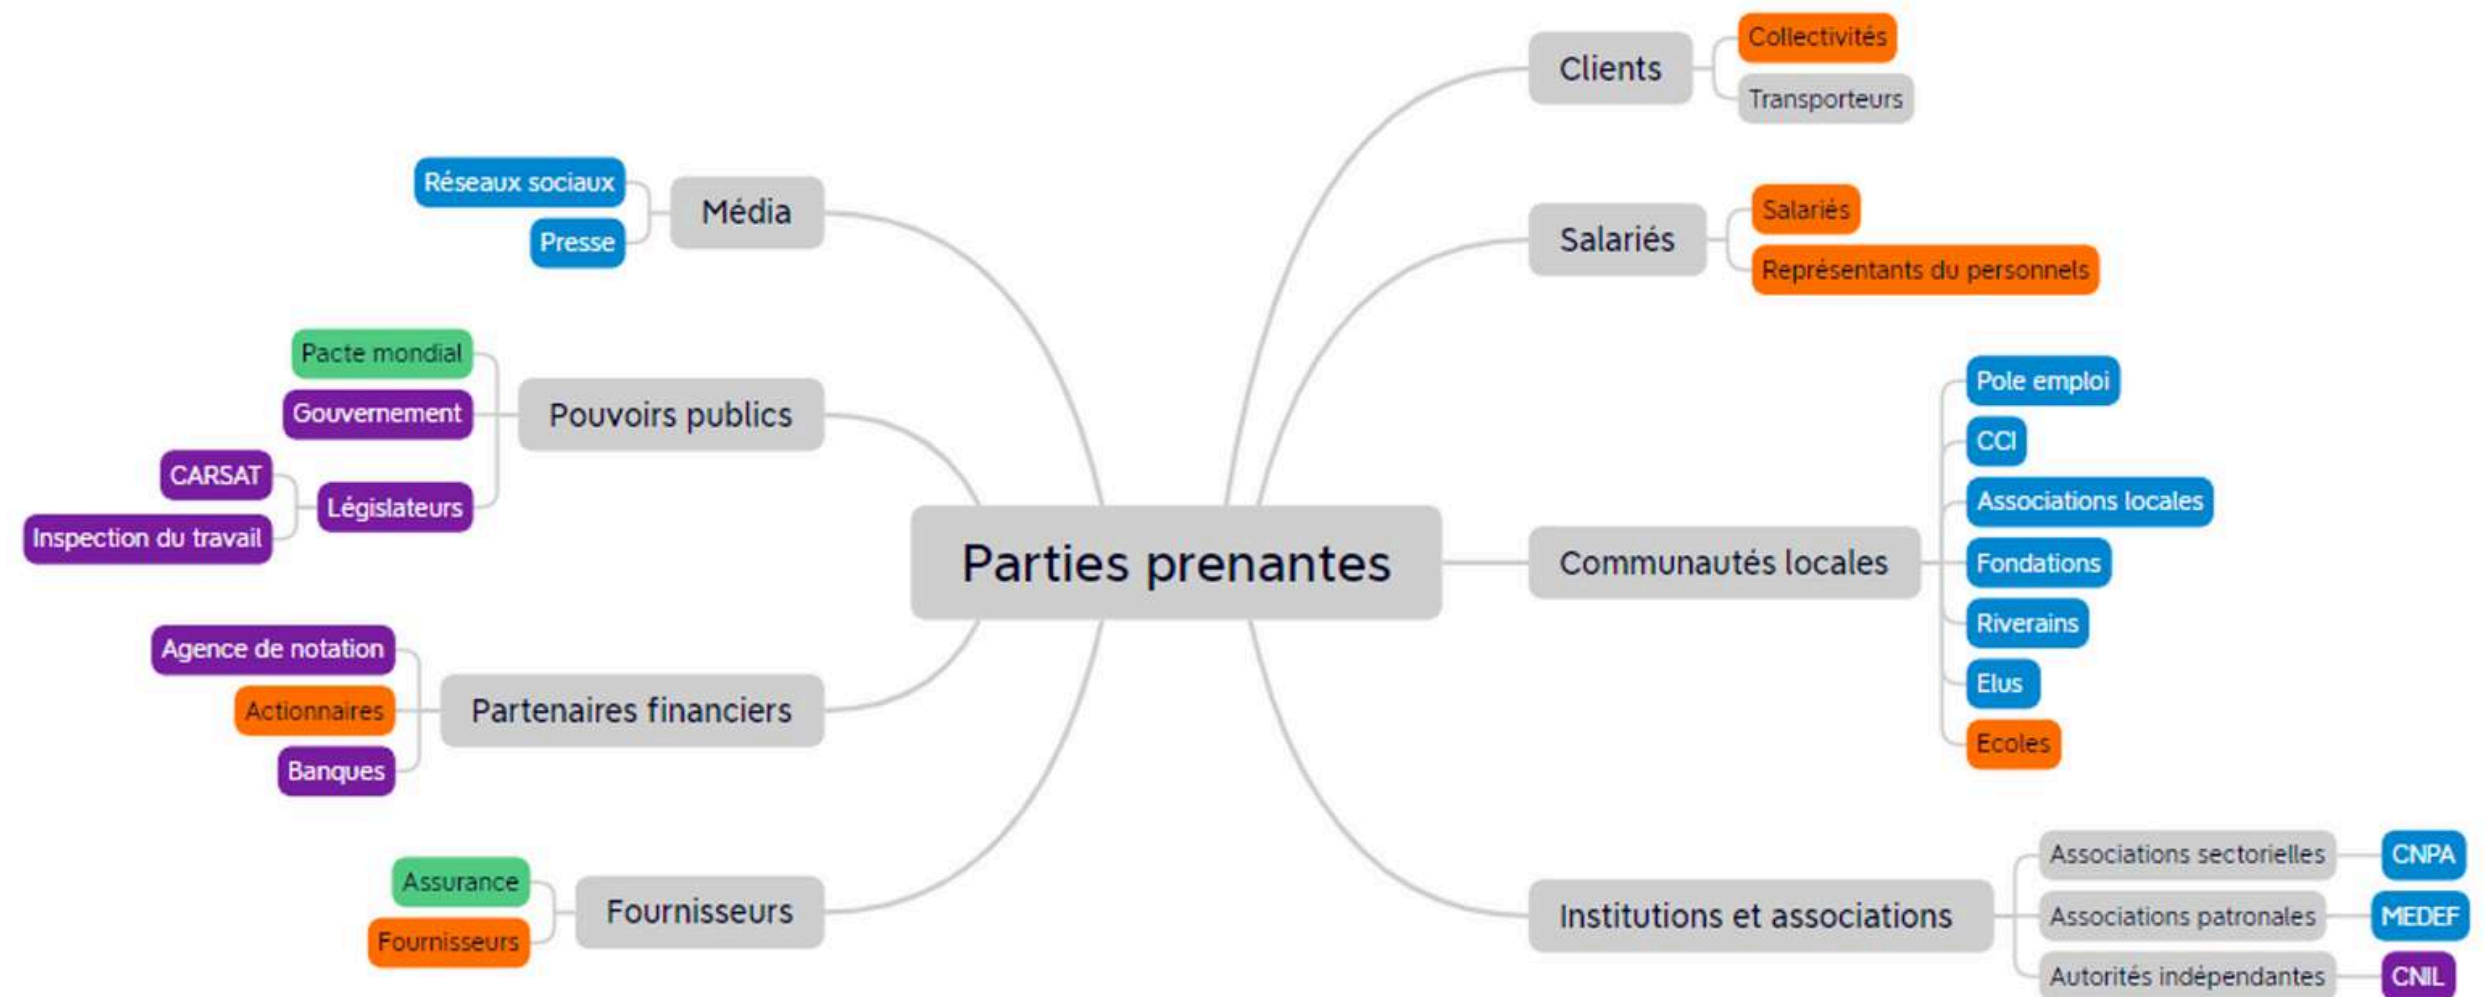 Parties prenantes
Clients
Collectivités
Transporteurs
Salariés
Salariés
Représentants du personnels
Communautés locales
Pole emploi
CCI
Associations locales
Fondations
Riverains
Elus
Ecoles
Institutions et associations
Associations sectorielles
CNPA
Associations patronales
MEDEF
Autorités indépendantes
CNIL
Média
Réseaux sociaux
Presse
Pouvoirs publics
Pacte mondial
Gouvernement
Législateurs
CARSAT
Inspection du travail
Partenaires financiers
Agence de notation
Actionnaires
Banques
Fournisseurs
Assurance
Fournisseurs